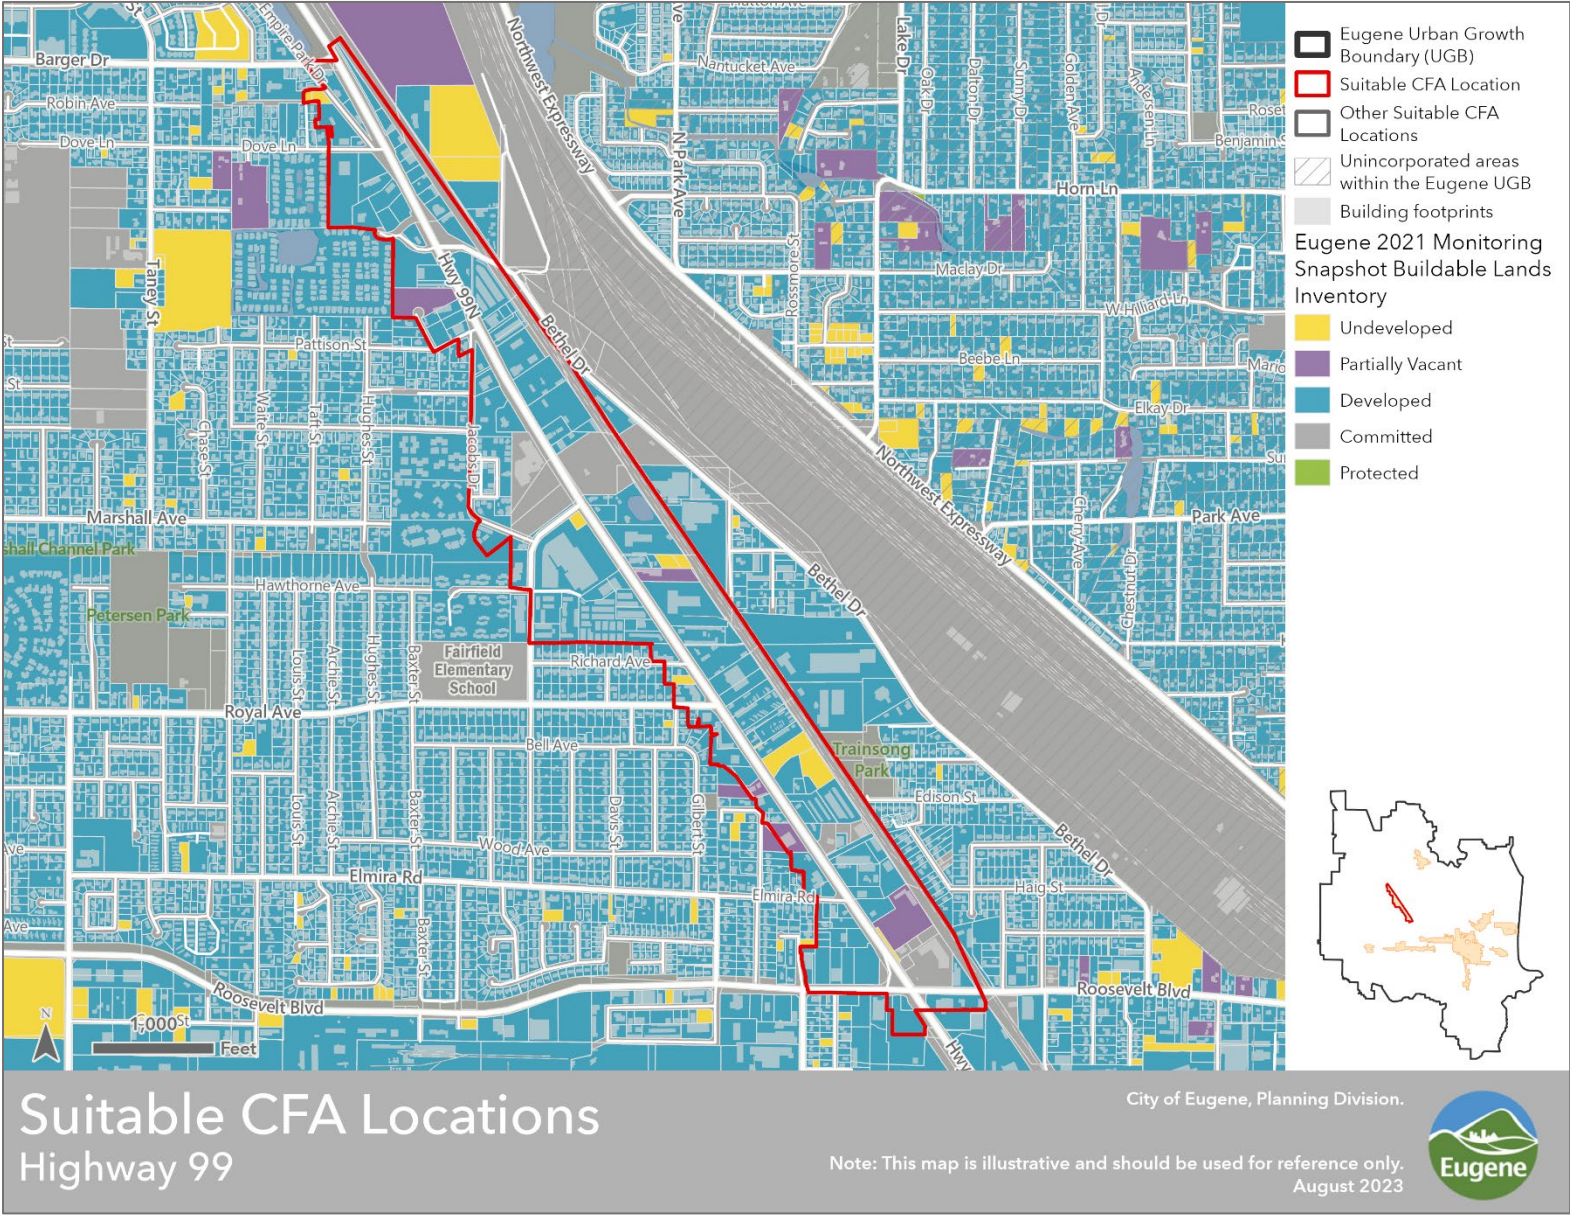 Barger Dr
Empire Park Dr
Robin Ave
Dove Ln
Dove Ln
Northwest Expressway
Nantucket Ave
Lake Dr
Oak Dr
Dalton Dr
Sunny Dr
Golden Ave
Andersen Ln
Benjamin S
N Park Ave
Horn Ln
Taney St
Hwy 99N
Rossmore St
Maclay Dr
W Hilliard Ln
Pattison St
Bethel Dr
Beebe Ln
Elkay Dr
Waite St
Taft St
Hughes St
Chase St
Jacobs Dr
Northwest Expressway
Marshall Ave
Park Ave
shall Channel Park
Cherry Ave
Chestnut Dr
Hawthorne Ave
Bethel Dr
Petersen Park
Fairfield
Elementary
School
Richard Ave
Louis St
Archie St
Hughes St
Baxter St
Royal Ave
Bell Ave
Trainsong
Park
Edison St
Louis St
Archie St
Baxter St
Davis St
Gilbert St
Wood Ave
Bethel Dr
Elmira Rd
Elmira Rd
Haig St
Baxter St
Roosevelt Blvd
Roosevelt Blvd
Hwy
N
1,000
Feet
Eugene Urban Growth
Boundary (UGB)
Suitable CFA Location
Other Suitable CFA
Locations
Unincorporated areas
within the Eugene UGB
Building footprints
Eugene 2021 Monitoring
Snapshot Buildable Lands
Inventory
Undeveloped
Partially Vacant
Developed
Committed
Protected
Suitable CFA Locations
Highway 99
City of Eugene, Planning Division.
Note: This map is illustrative and should be used for reference only.
August 2023
Eugene